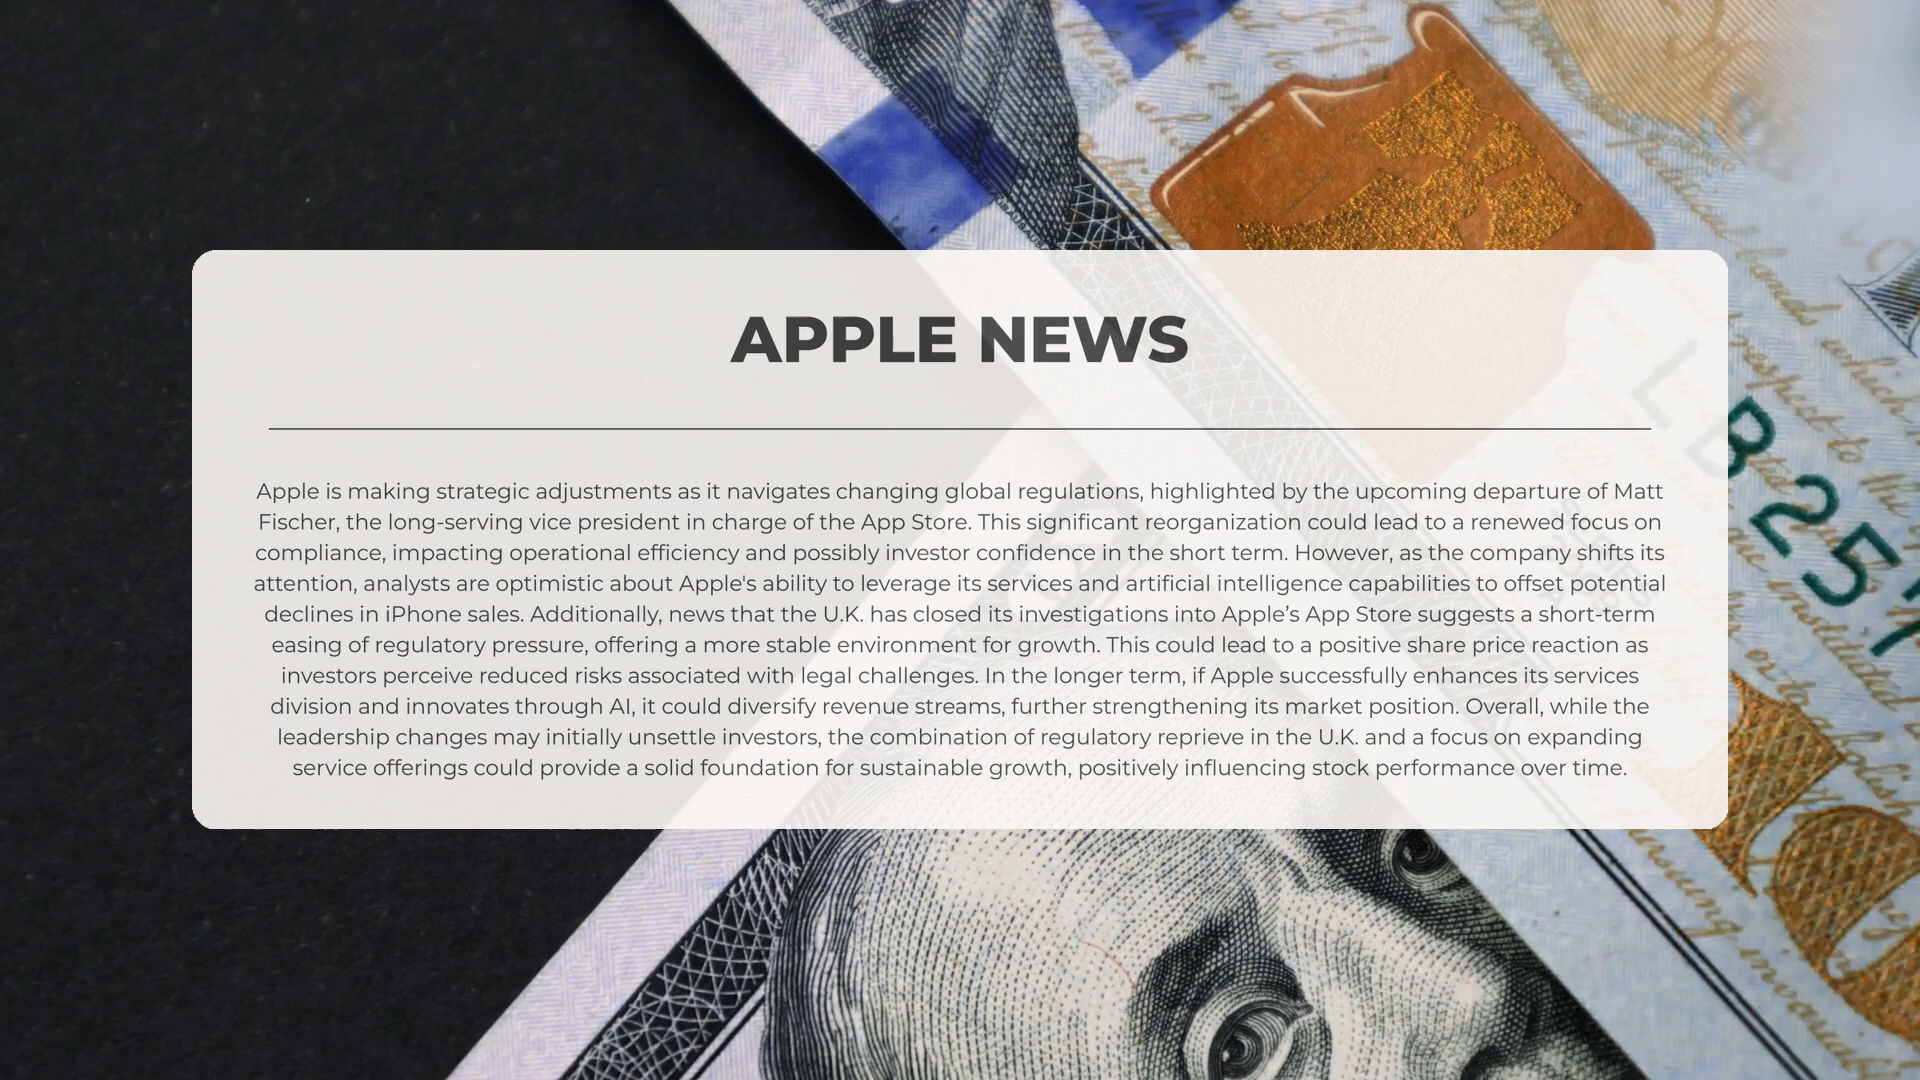 APPLE NEWS
Apple is making strategic adjustments as it navigates changing global regulations, highlighted by the upcoming departure of Matt
Fischer, the long-serving vice president in charge of the App Store. This significant reorganization could lead to a renewed focus on
compliance, impacting operational efficiency and possibly investor confidence in the short term. However, as the company shifts its
attention, analysts are optimistic about Apple's ability to leverage its services and artificial intelligence capabilities to offset potential
declines in iPhone sales. Additionally, news that the U.K. has closed its investigations into Apple’s App Store suggests a short-term
easing of regulatory pressure, offering a more stable environment for growth. This could lead to a positive share price reaction as
investors perceive reduced risks associated with legal challenges. In the longer term, if Apple successfully enhances its services
division and innovates through AI, it could diversify revenue streams, further strengthening its market position. Overall, while the
leadership changes may initially unsettle investors, the combination of regulatory reprieve in the U.K. and a focus on expanding
service offerings could provide a solid foundation for sustainable growth, positively influencing stock performance over time.
LB257